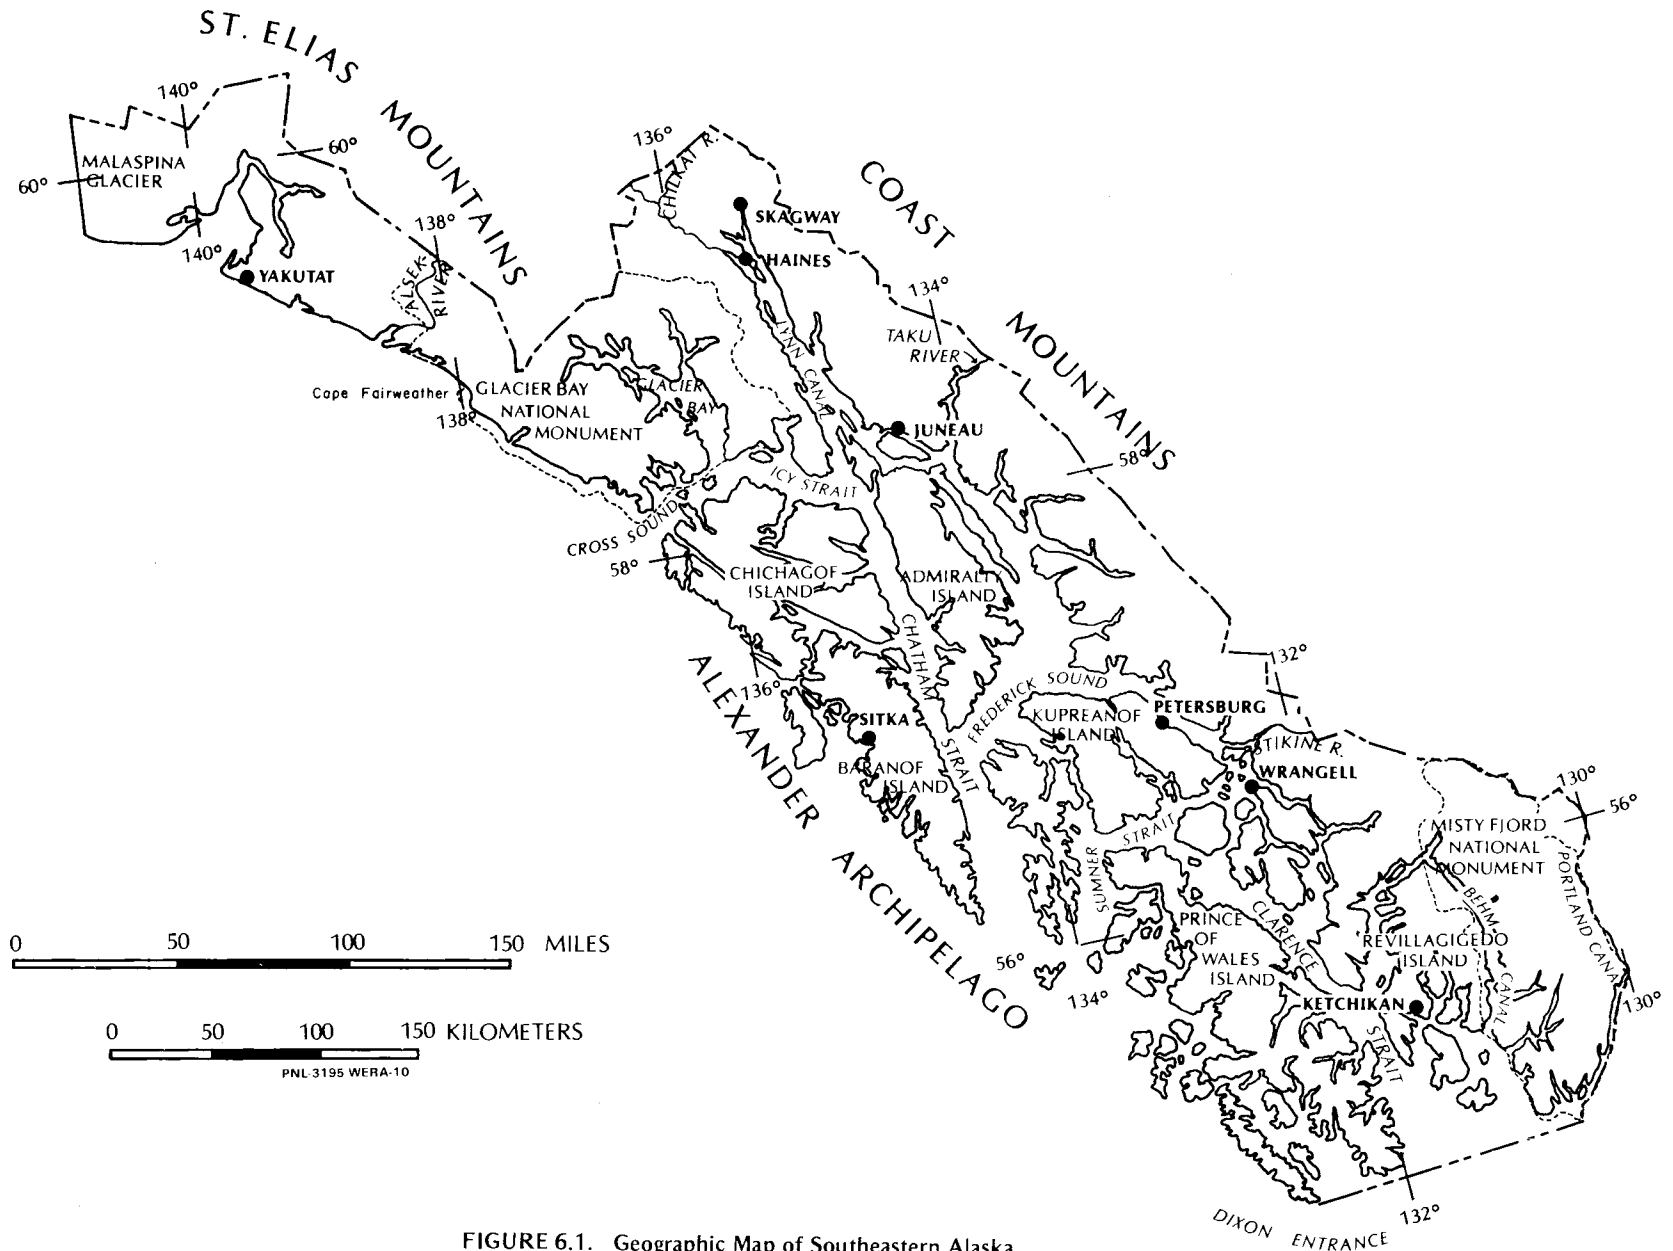 ST. ELIAS MOUNTAINS
140°
60°
MALASPINA
GLACIER
60°
140°
YAKUTAT
138°
ALSEK
RIVER
Cape Fairweather
138°
GLACIER BAY
NATIONAL
MONUMENT
GLACIER
BAY
136°
CHILKAT R.
SKAGWAY
HAINES
LYNN CANAL
COAST MOUNTAINS
134°
TAKU
RIVER
JUNEAU
58°
ICY STRAIT
CROSS SOUND
58°
CHICHAGOF
ISLAND
ADMIRALTY
ISLAND
CHATHAM STRAIT
136°
ALEXANDER ARCHIPELAGO
SITKA
BARANOF
ISLAND
FREDERICK SOUND
KUPREANOF
ISLAND
PETERSBURG
132°
STIKINE R.
WRANGELL
SUMNER STRAIT
130°
56°
MISTY FJORD
NATIONAL
MONUMENT
PORTLAND CANAL
BEHM CANAL
PRINCE
OF
WALES
ISLAND
CLARENCE STRAIT
REVILLAGIGEDO
ISLAND
KETCHIKAN
56°
134°
130°
132°
DIXON ENTRANCE
0 50 100 150 MILES
0 50 100 150 KILOMETERS
PNL-3195 WERA-10
FIGURE 6.1. Geographic Map of Southeastern Alaska